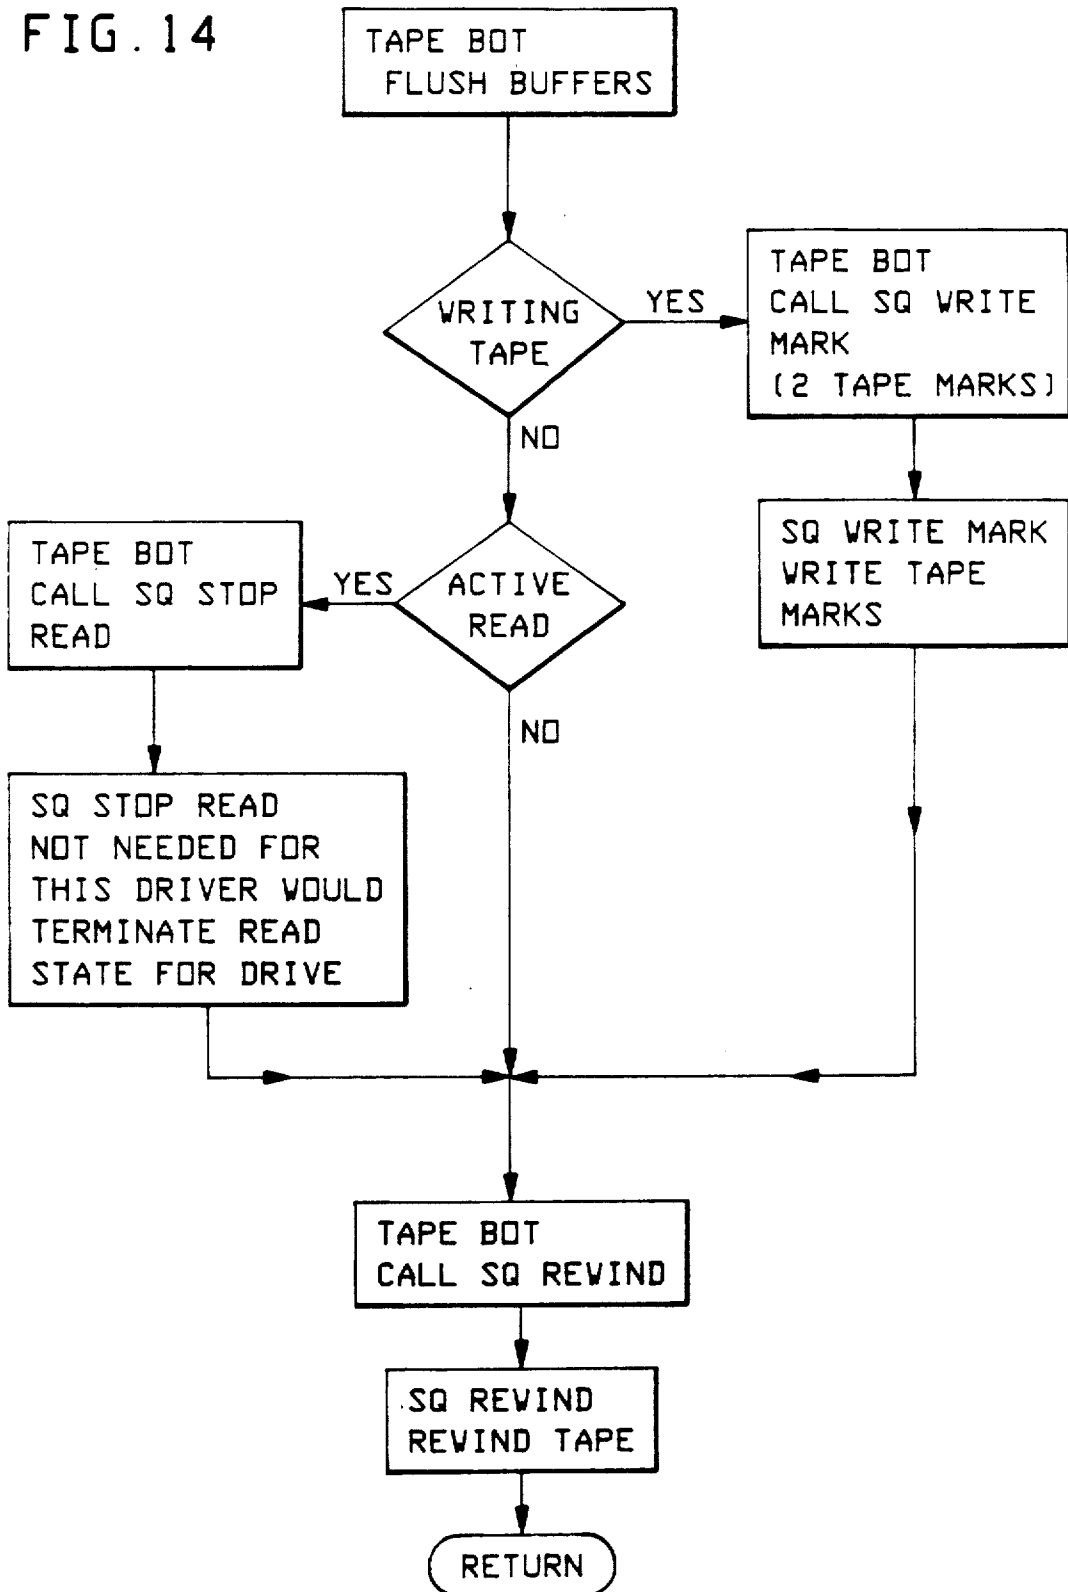 FIG.14
TAPE BOT
FLUSH BUFFERS
WRITING
TAPE
YES
TAPE BOT
CALL SQ WRITE
MARK
(2 TAPE MARKS)
NO
SQ WRITE MARK
WRITE TAPE
MARKS
ACTIVE
READ
YES
TAPE BOT
CALL SQ STOP
READ
NO
SQ STOP READ
NOT NEEDED FOR
THIS DRIVER WOULD
TERMINATE READ
STATE FOR DRIVE
TAPE BOT
CALL SQ REWIND
SQ REWIND
REWIND TAPE
RETURN